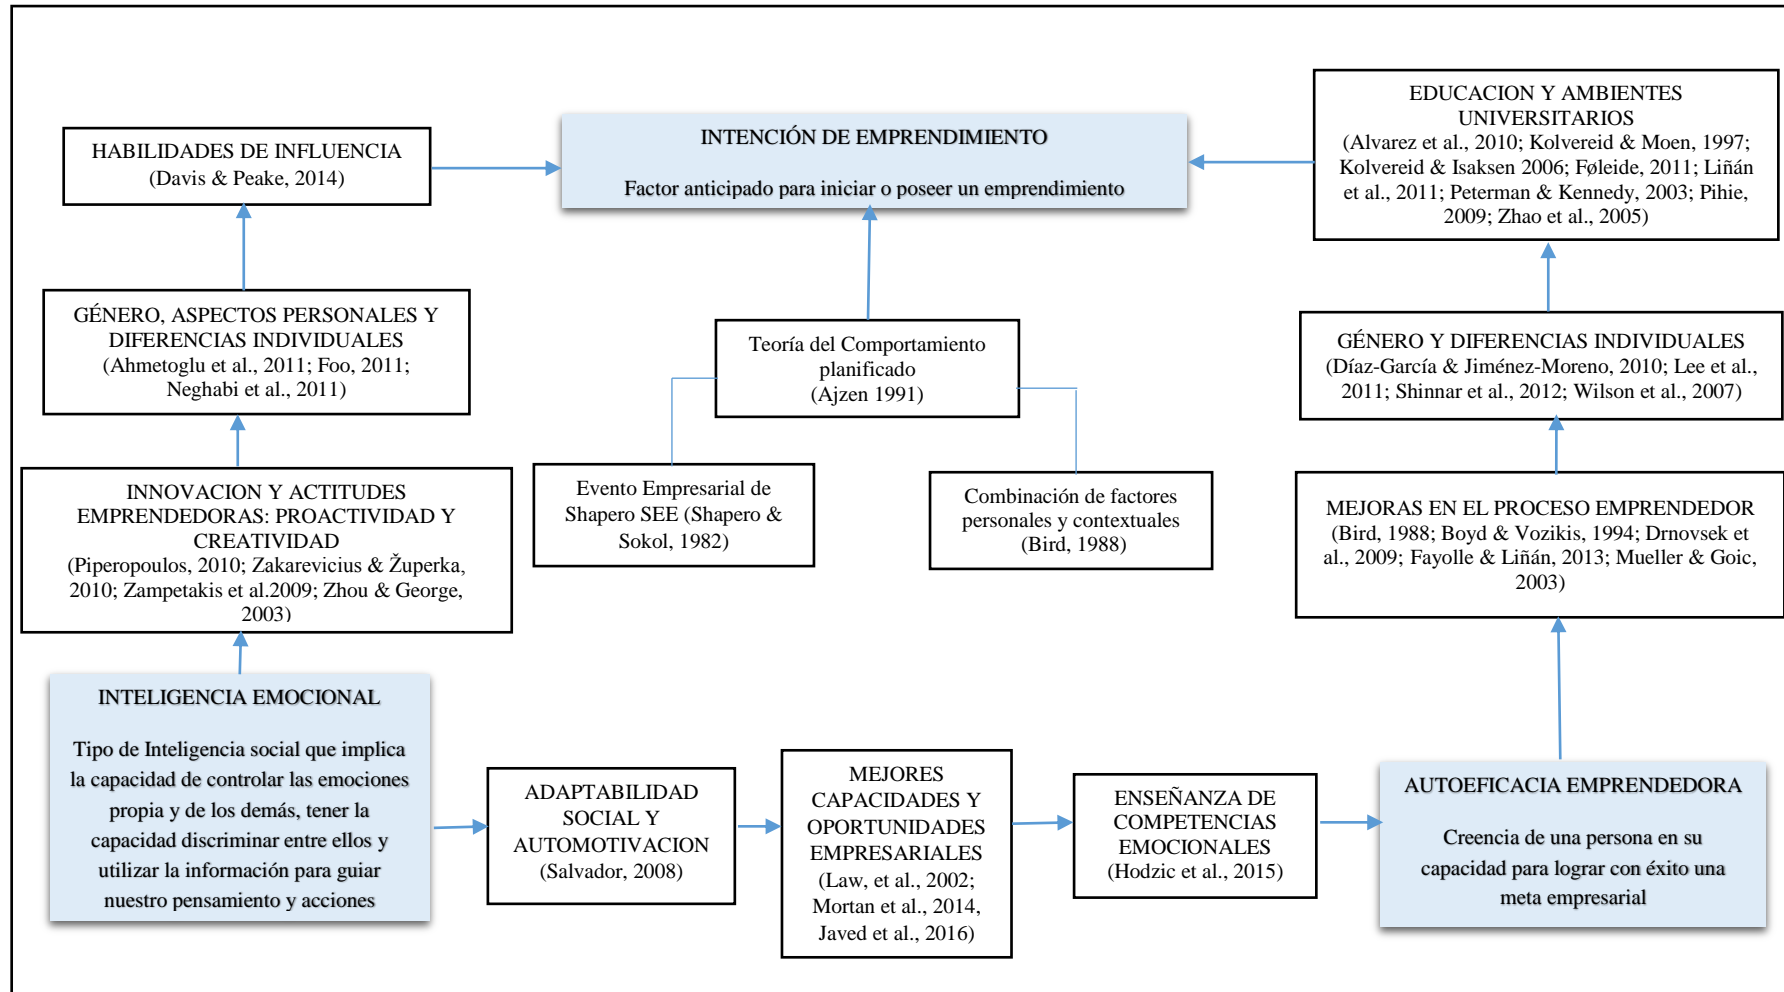 HABILIDADES DE INFLUENCIA
(Davis & Peake, 2014)
INTENCIÓN DE EMPRENDIMIENTO
Factor anticipado para iniciar o poseer un emprendimiento
EDUCACION Y AMBIENTES
UNIVERSITARIOS
(Alvarez et al., 2010; Kolvereid & Moen, 1997;
Kolvereid & Isaksen 2006; Føleide, 2011; Liñán
et al., 2011; Peterman & Kennedy, 2003; Pihie,
2009; Zhao et al., 2005)
GÉNERO, ASPECTOS PERSONALES Y
DIFERENCIAS INDIVIDUALES
(Ahmetoglu et al., 2011; Foo, 2011;
Neghabi et al., 2011)
Teoría del Comportamiento
planificado
(Ajzen 1991)
GÉNERO Y DIFERENCIAS INDIVIDUALES
(Díaz-García & Jiménez-Moreno, 2010; Lee et al.,
2011; Shinnar et al., 2012; Wilson et al., 2007)
INNOVACION Y ACTITUDES
EMPRENDEDORAS: PROACTIVIDAD Y
CREATIVIDAD
(Piperopoulos, 2010; Zakarevicius & Župerka,
2010; Zampetakis et al.2009; Zhou & George,
2003)
Evento Empresarial de
Shapero SEE (Shapero &
Sokol, 1982)
Combinación de factores
personales y contextuales
(Bird, 1988)
MEJORAS EN EL PROCESO EMPRENDEDOR
(Bird, 1988; Boyd & Vozikis, 1994; Drnovsek et
al., 2009; Fayolle & Liñán, 2013; Mueller & Goic,
2003)
INTELIGENCIA EMOCIONAL
Tipo de Inteligencia social que implica
la capacidad de controlar las emociones
propia y de los demás, tener la
capacidad discriminar entre ellos y
utilizar la información para guiar
nuestro pensamiento y acciones
ADAPTABILIDAD
SOCIAL Y
AUTOMOTIVACION
(Salvador, 2008)
MEJORES
CAPACIDADES Y
OPORTUNIDADES
EMPRESARIALES
(Law, et al., 2002;
Mortan et al., 2014,
Javed et al., 2016)
ENSEÑANZA DE
COMPETENCIAS
EMOCIONALES
(Hodzic et al., 2015)
AUTOEFICACIA EMPRENDEDORA
Creencia de una persona en su
capacidad para lograr con éxito una
meta empresarial